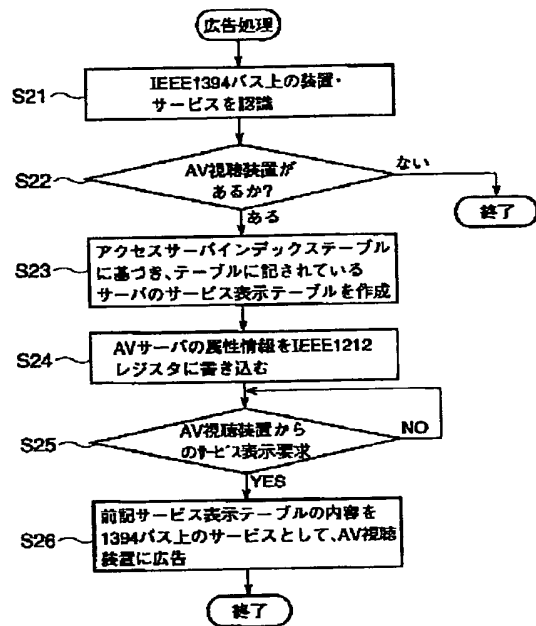 広告処理
S21
IEEE1394バス上の装置・
サービスを認識
S22
AV視聴装置が
あるか?
ない
終了
ある
S23
アクセスサーバインデックステーブル
に基づき、テーブルに記されている
サーバのサービス表示テーブルを作成
S24
AVサーバの属性情報をIEEE1212
レジスタに書き込む
S25
AV視聴装置から
のサービス表示要求
NO
YES
S26
前記サービス表示テーブルの内容を
1394バス上のサービスとして、AV視聴
装置に広告
終了